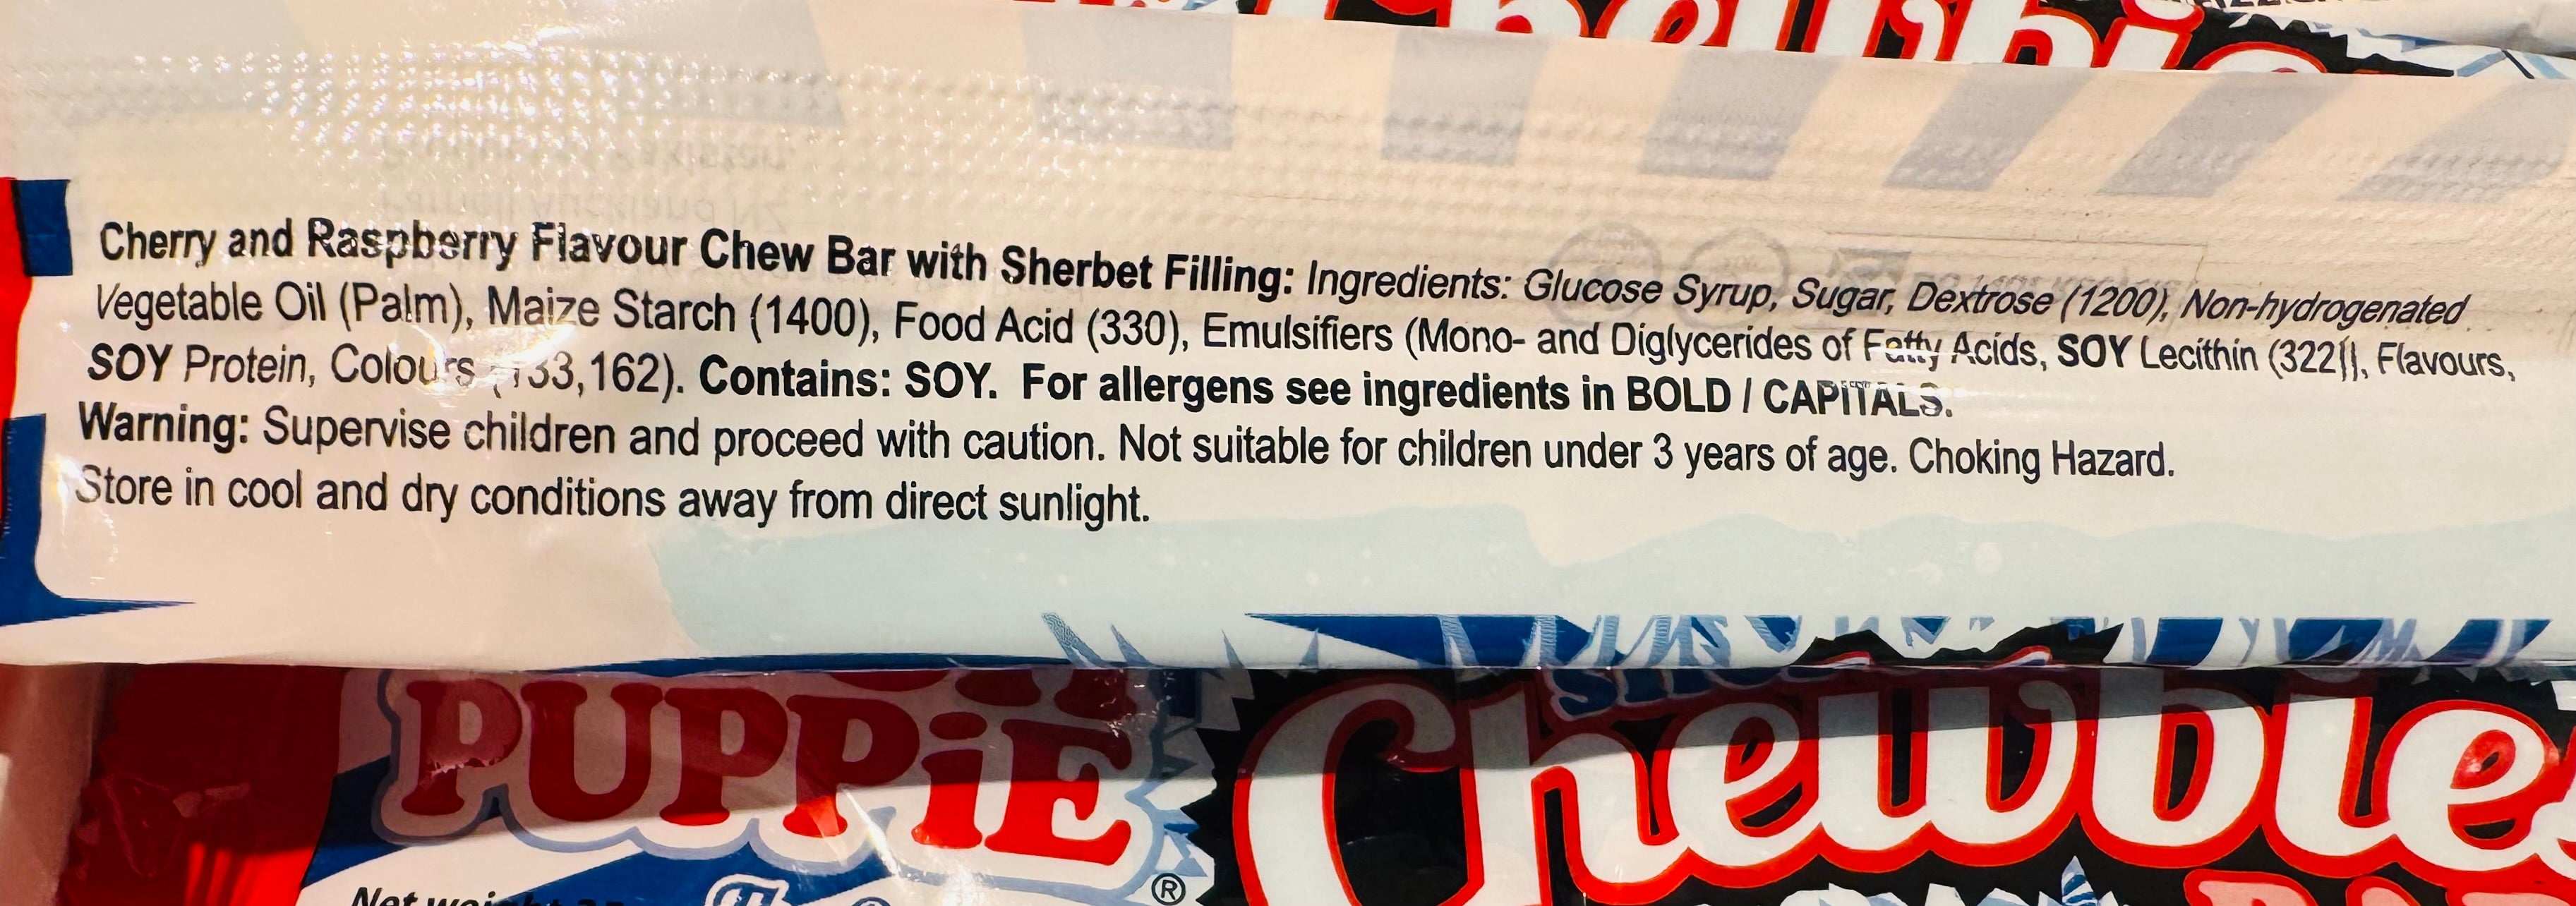 Cherry and Raspberry Flavour Chew Bar with Sherbet Filling: Ingredients: Glucose Syrup, Sugar, Dextrose (1200), Non-hydrogenated
Vegetable Oil (Palm), Maize Starch (1400), Food Acid (330), Emulsifiers (Mono- and Diglycerides of Fatty Acids, SOY Lecithin (322)), Flavours,
SOY Protein, Colours (133,162). Contains: SOY. For allergens see ingredients in BOLD / CAPITALS.
Warning: Supervise children and proceed with caution. Not suitable for children under 3 years of age. Choking Hazard.
Store in cool and dry conditions away from direct sunlight.
PUPPiE ® Chewbie
Net